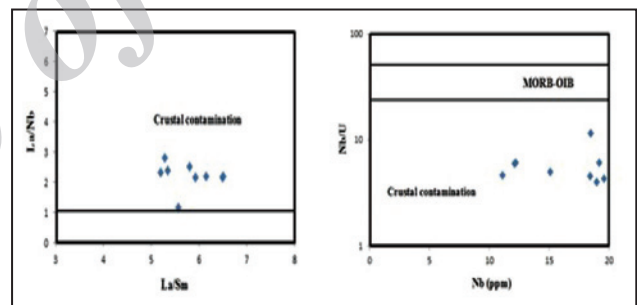 7
6
5
4
3
2
1
0
La/Nb
Crustal contamination
3 4 5 6 7 8
La/Sm
100
10
1
Nb/U
MORB-OIB
Crustal contamination
0 5 10 15 20
Nb (ppm)